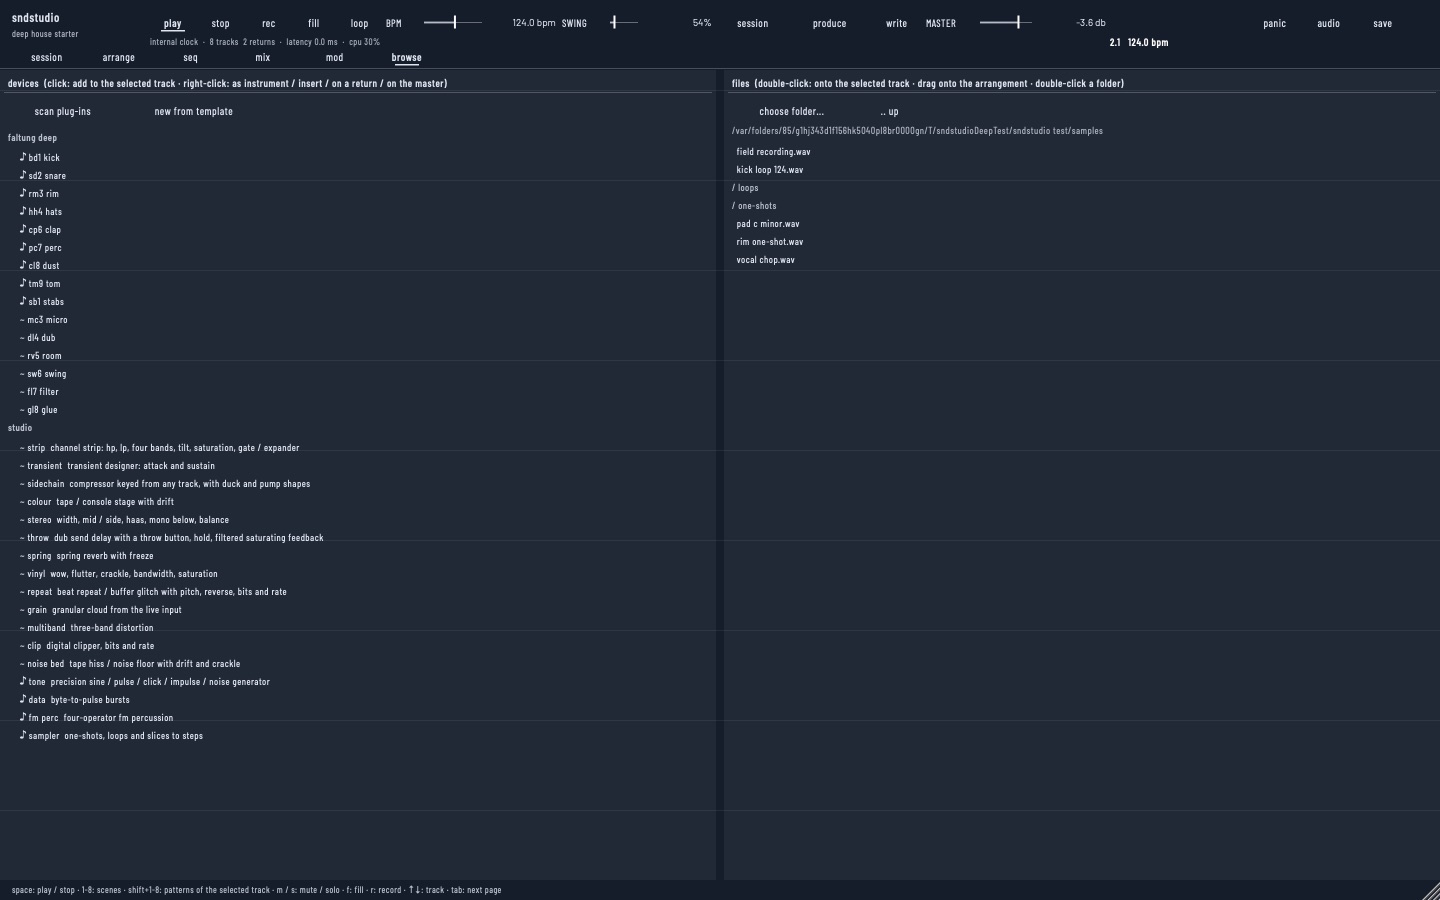 sndstudio
deep house starter
play stop rec fill loop BPM 124.0 bpm SWING 54% session produce write MASTER -3.6 db panic audio save
internal clock · 8 tracks 2 returns · latency 0.0 ms · cpu 30%
2.1 124.0 bpm
session arrange seq mix mod browse
devices (click: add to the selected track · right-click: as instrument / insert / on a return / on the master)
scan plug-ins new from template
faltung deep
♪ bd1 kick
♪ sd2 snare
♪ rm3 rim
♪ hh4 hats
♪ cp6 clap
♪ pc7 perc
♪ cl8 dust
♪ tm9 tom
♪ sb1 stabs
~ mc3 micro
~ dl4 dub
~ rv5 room
~ sw6 swing
~ fl7 filter
~ gl8 glue
studio
~ strip channel strip: hp, lp, four bands, tilt, saturation, gate / expander
~ transient transient designer: attack and sustain
~ sidechain compressor keyed from any track, with duck and pump shapes
~ colour tape / console stage with drift
~ stereo width, mid / side, haas, mono below, balance
~ throw dub send delay with a throw button, hold, filtered saturating feedback
~ spring spring reverb with freeze
~ vinyl wow, flutter, crackle, bandwidth, saturation
~ repeat beat repeat / buffer glitch with pitch, reverse, bits and rate
~ grain granular cloud from the live input
~ multiband three-band distortion
~ clip digital clipper, bits and rate
~ noise bed tape hiss / noise floor with drift and crackle
♪ tone precision sine / pulse / click / impulse / noise generator
♪ data byte-to-pulse bursts
♪ fm perc four-operator fm percussion
♪ sampler one-shots, loops and slices to steps
files (double-click: onto the selected track · drag onto the arrangement · double-click a folder)
choose folder... .. up
/var/folders/85/g1hj343d1f156hk5040pl8br0000gn/T/sndstudioDeepTest/sndstudio test/samples
field recording.wav
kick loop 124.wav
/ loops
/ one-shots
pad c minor.wav
rim one-shot.wav
vocal chop.wav
space: play / stop · 1-8: scenes · shift+1-8: patterns of the selected track · m / s: mute / solo · f: fill · r: record · ↑↓: track · tab: next page